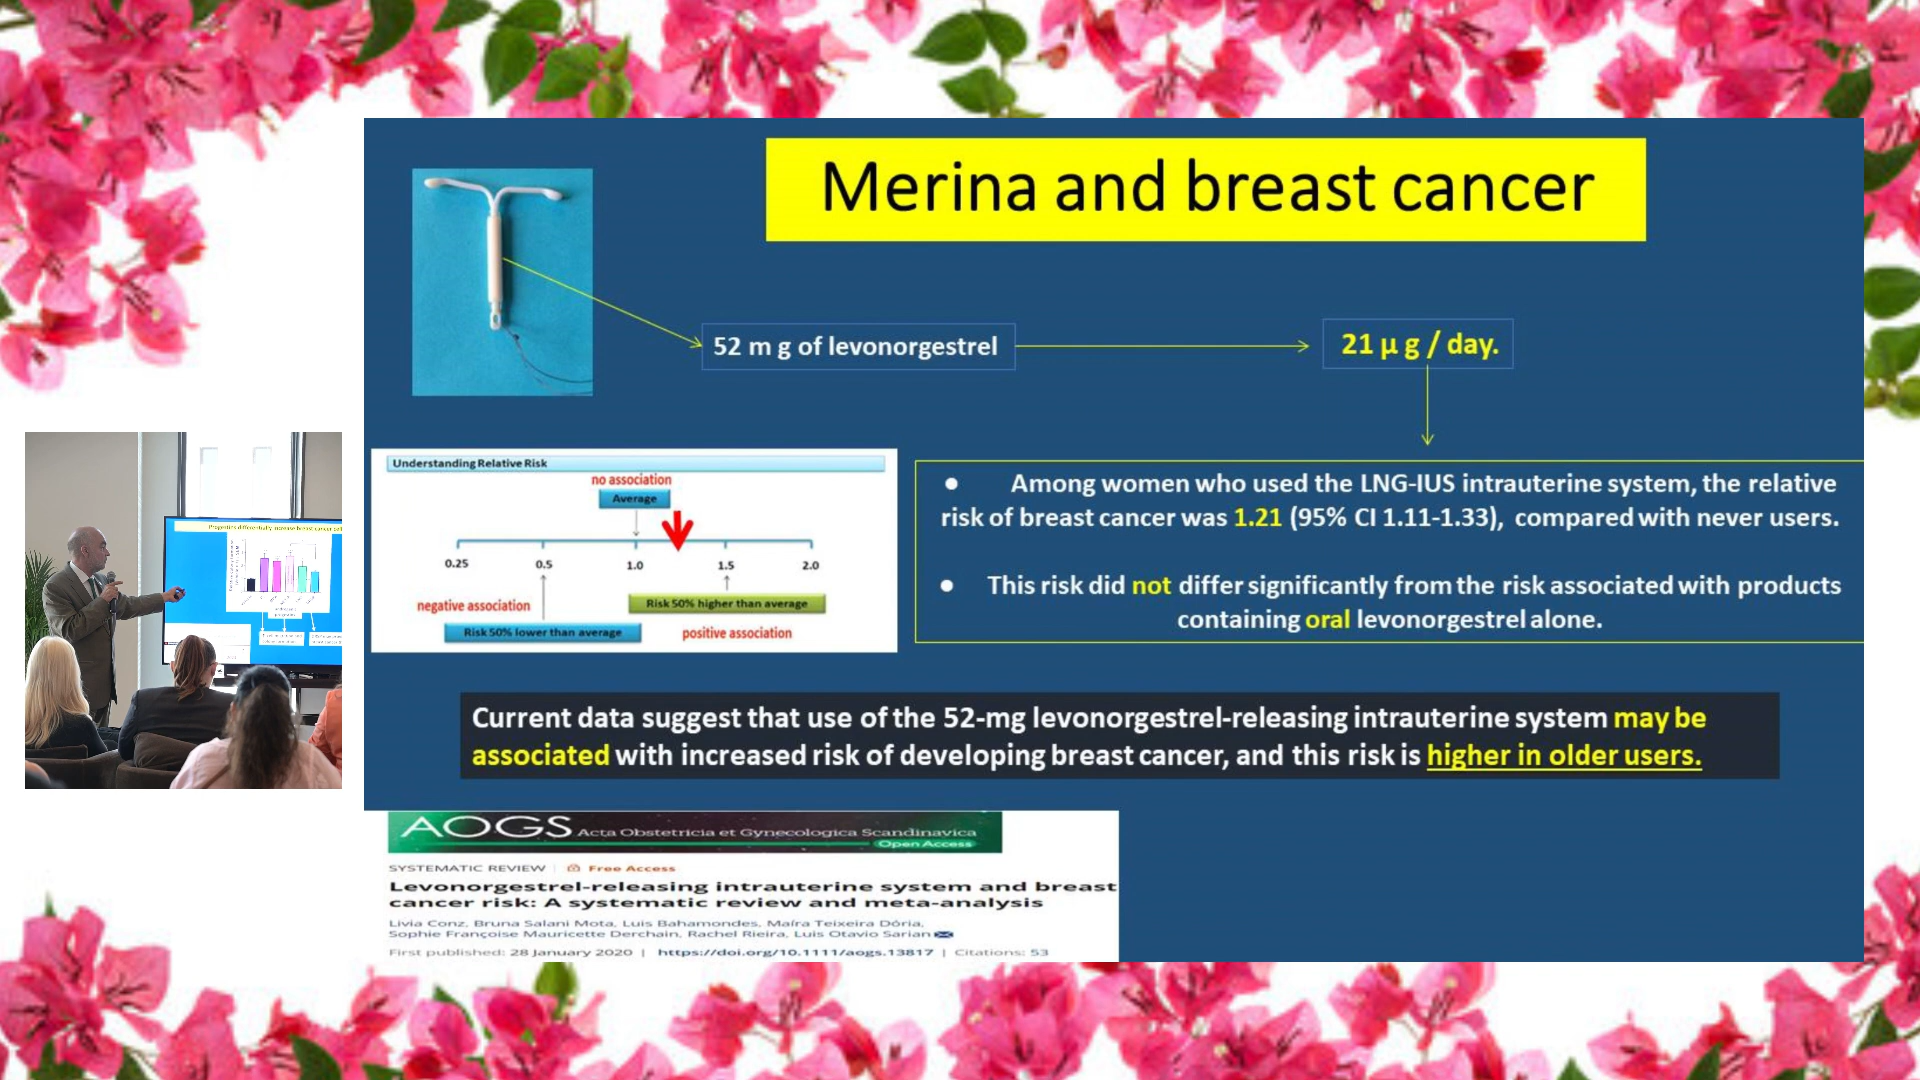 Merina and breast cancer
52 m g of levonorgestrel
21 µ g / day.
Understanding Relative Risk
no association
Average
0.25
0.5
1.0
1.5
2.0
negative association
Risk 50% higher than average
Risk 50% lower than average
positive association
● Among women who used the LNG-IUS intrauterine system, the relative
risk of breast cancer was 1.21 (95% CI 1.11-1.33), compared with never users.
● This risk did not differ significantly from the risk associated with products
containing oral levonorgestrel alone.
Current data suggest that use of the 52-mg levonorgestrel-releasing intrauterine system may be
associated with increased risk of developing breast cancer, and this risk is higher in older users.
AOGS Acta Obstetricia et Gynecologica Scandinavica
Open Access
SYSTEMATIC REVIEW | Free Access
Levonorgestrel-releasing intrauterine system and breast
cancer risk: A systematic review and meta-analysis
Livia Conz, Bruna Salani Mota, Luis Bahamondes, Maíra Teixeira Dória,
Sophie Françoise Mauricette Derchain, Rachel Rieira, Luis Otavio Sarian
First published: 28 January 2020 | https://doi.org/10.1111/aogs.13817 | Citations: 53
Progestins differentially increase breast cancer cell